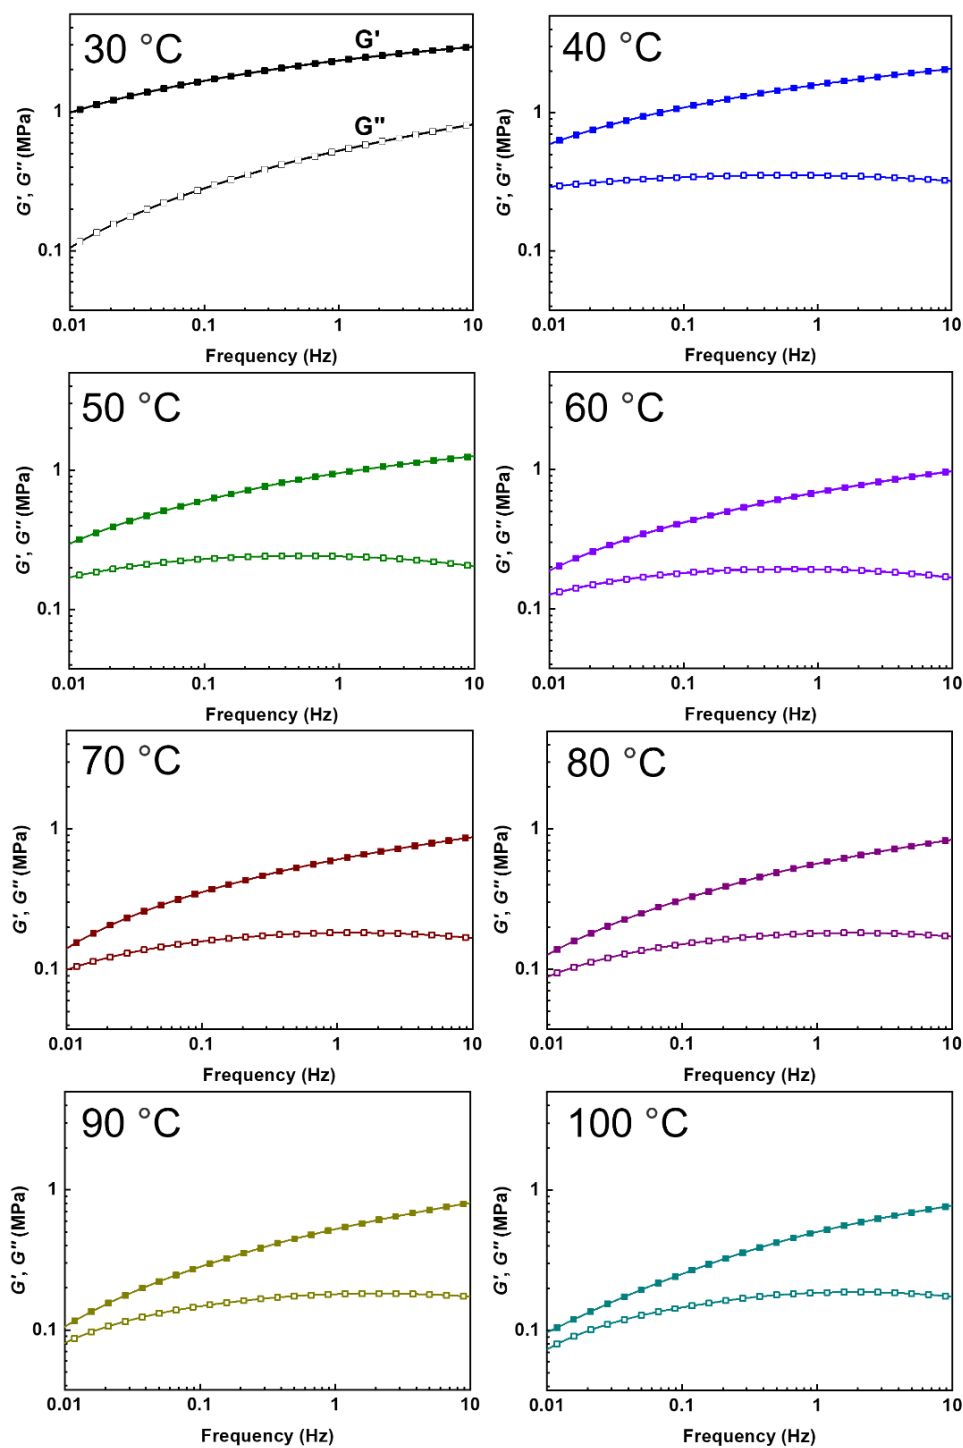 30 °C
G'
G"
G', G" (MPa)
1
0.1
0.01 0.1 1 10
Frequency (Hz)
40 °C
G', G" (MPa)
1
0.1
0.01 0.1 1 10
Frequency (Hz)
50 °C
G', G" (MPa)
1
0.1
0.01 0.1 1 10
Frequency (Hz)
60 °C
G', G" (MPa)
1
0.1
0.01 0.1 1 10
Frequency (Hz)
70 °C
G', G" (MPa)
1
0.1
0.01 0.1 1 10
Frequency (Hz)
80 °C
G', G" (MPa)
1
0.1
0.01 0.1 1 10
Frequency (Hz)
90 °C
G', G" (MPa)
1
0.1
0.01 0.1 1 10
Frequency (Hz)
100 °C
G', G" (MPa)
1
0.1
0.01 0.1 1 10
Frequency (Hz)